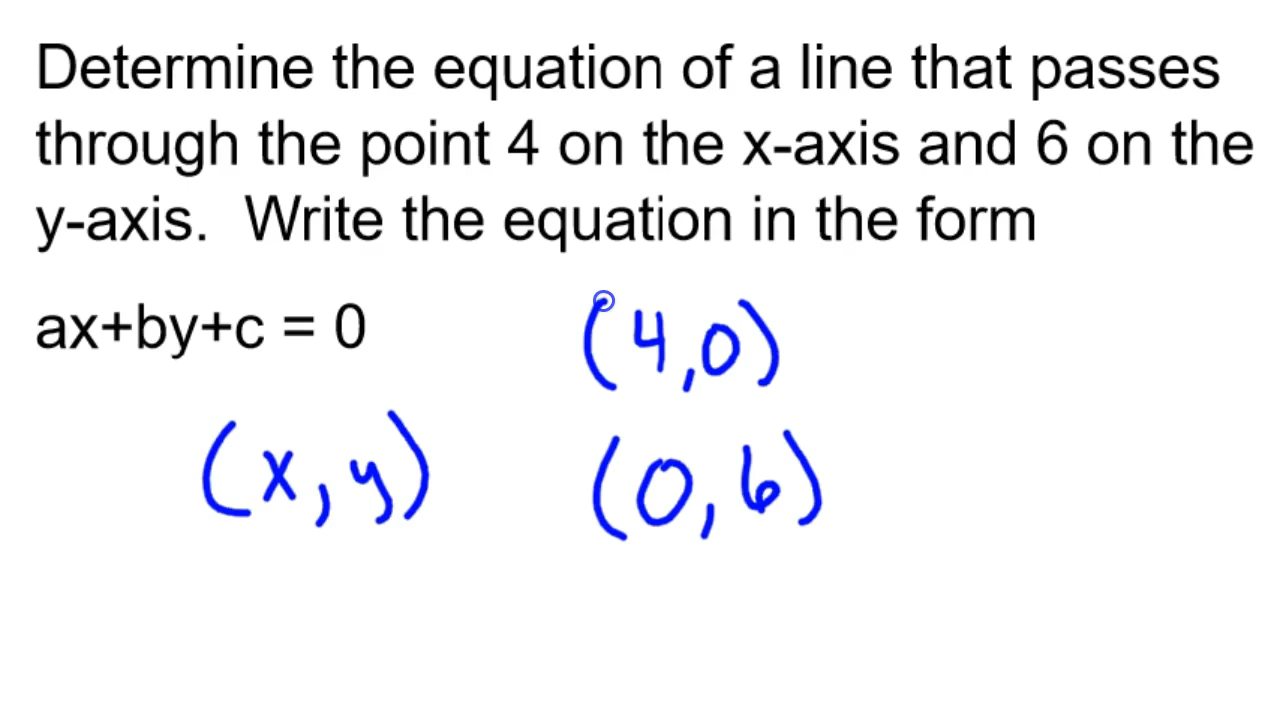 Determine the equation of a line that passes
through the point 4 on the x-axis and 6 on the
y-axis.  Write the equation in the form
ax+by+c = 0
(4,0)
(x,y)
(0,6)